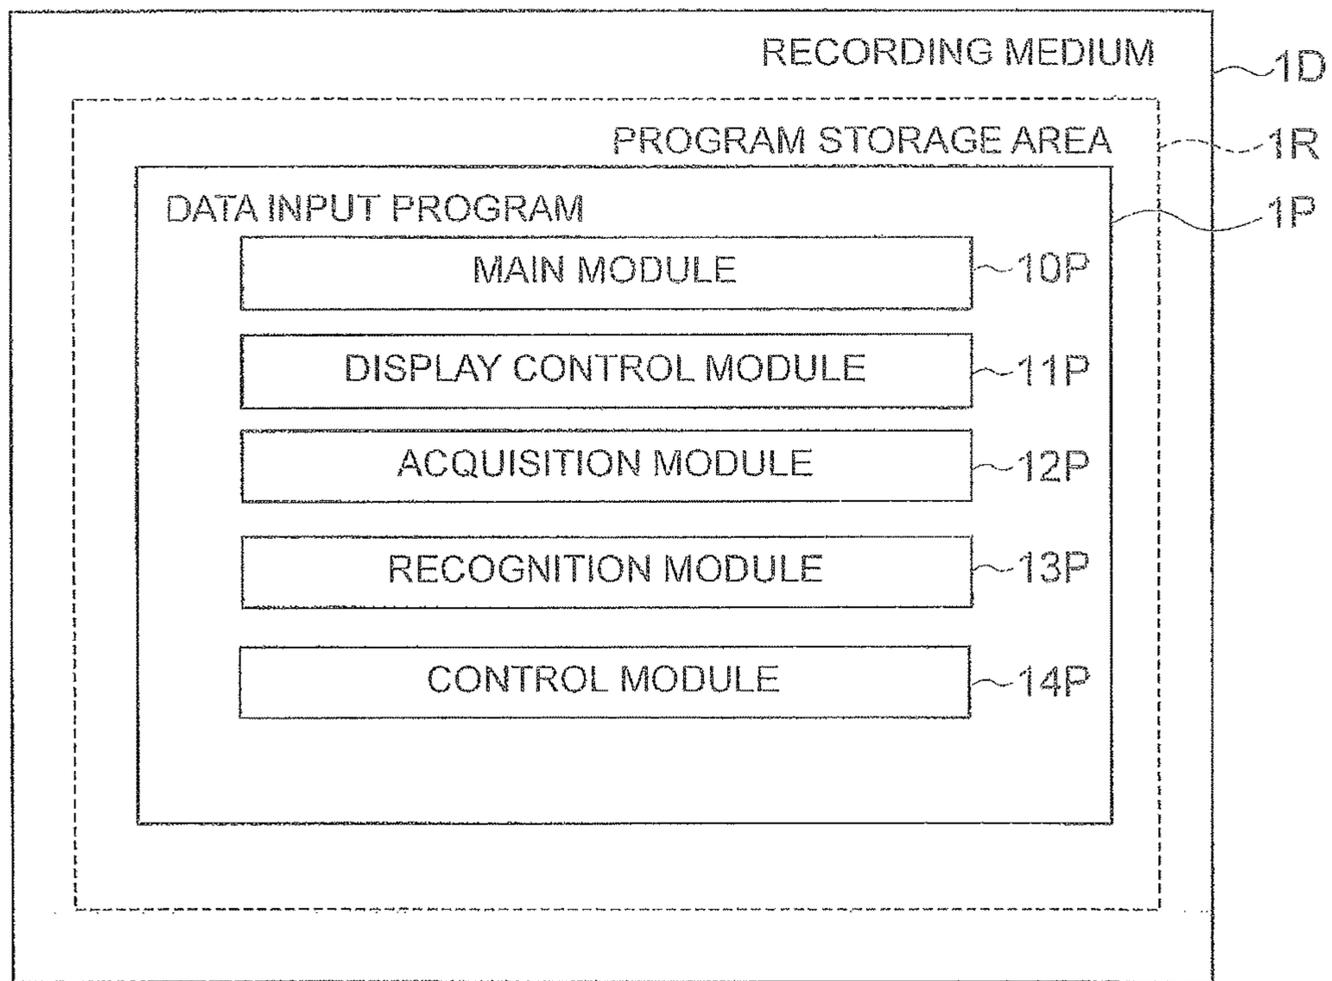 RECORDING MEDIUM
1D
PROGRAM STORAGE AREA
1R
DATA INPUT PROGRAM
1P
MAIN MODULE
10P
DISPLAY CONTROL MODULE
11P
ACQUISITION MODULE
12P
RECOGNITION MODULE
13P
CONTROL MODULE
14P